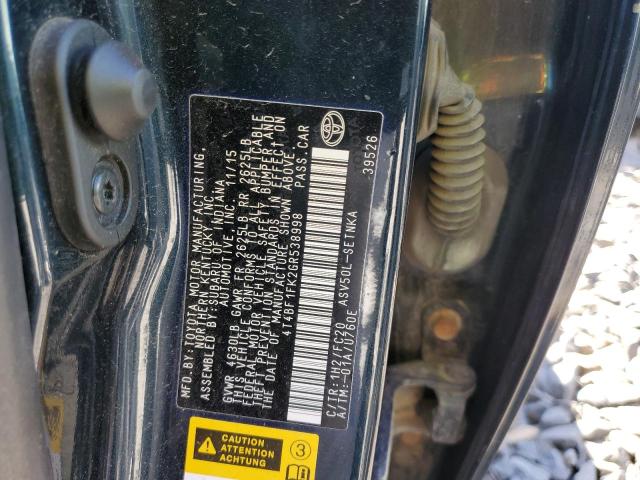 MFD. BY:TOYOTA MOTOR MANUFACTURING,
NORTHERN KENTUCKY INC.
ASSEMBLED BY:SUBARU OF INDIANA
AUTOMOTIVE, INC. 11/15
GVWR 4630LB GAWR FR 2625LB RR 2625LB
THIS VEHICLE CONFORMS TO ALL APPLICABLE
FEDERAL MOTOR VEHICLE SAFETY, BUMPER, AND
THEFT PREVENTION STANDARDS IN EFFECT ON
THE DATE OF MANUFACTURE SHOWN ABOVE.
4T4BF1FK2GR538998 PASS. CAR
C/TR: 1H2/FC20 ASV50L-SETNKA
A/TM: -01A/U760E
39526
TOYOTA
CAUTION
ATTENTION
ACHTUNG
3